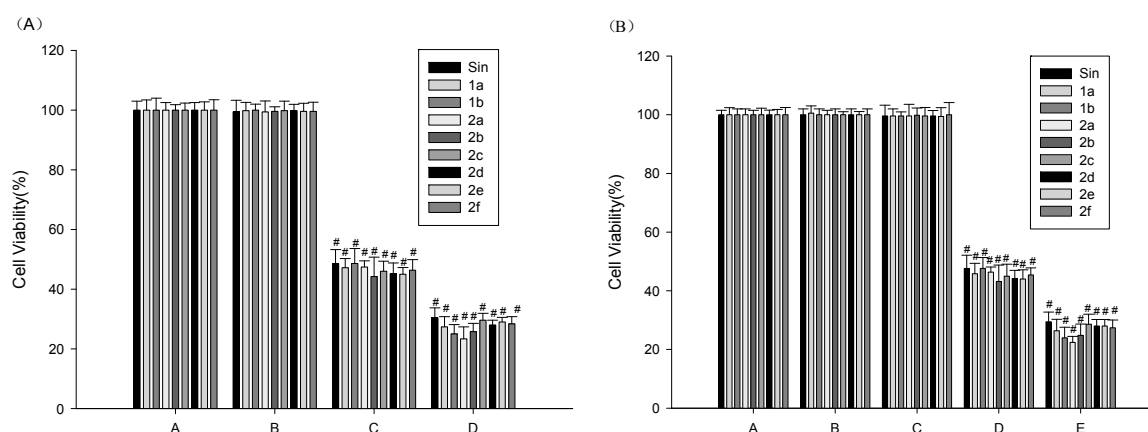 (A)
120
100
80
60
40
20
0
Cell Viability(%)
Sin
1a
1b
2a
2b
2c
2d
2e
2f
# # # # # # # # #
# # # # # # # # #
A B C D
(B)
120
100
80
60
40
20
0
Cell Viability(%)
Sin
1a
1b
2a
2b
2c
2d
2e
2f
# # # # # # # # #
# # # # # # # # #
A B C D E